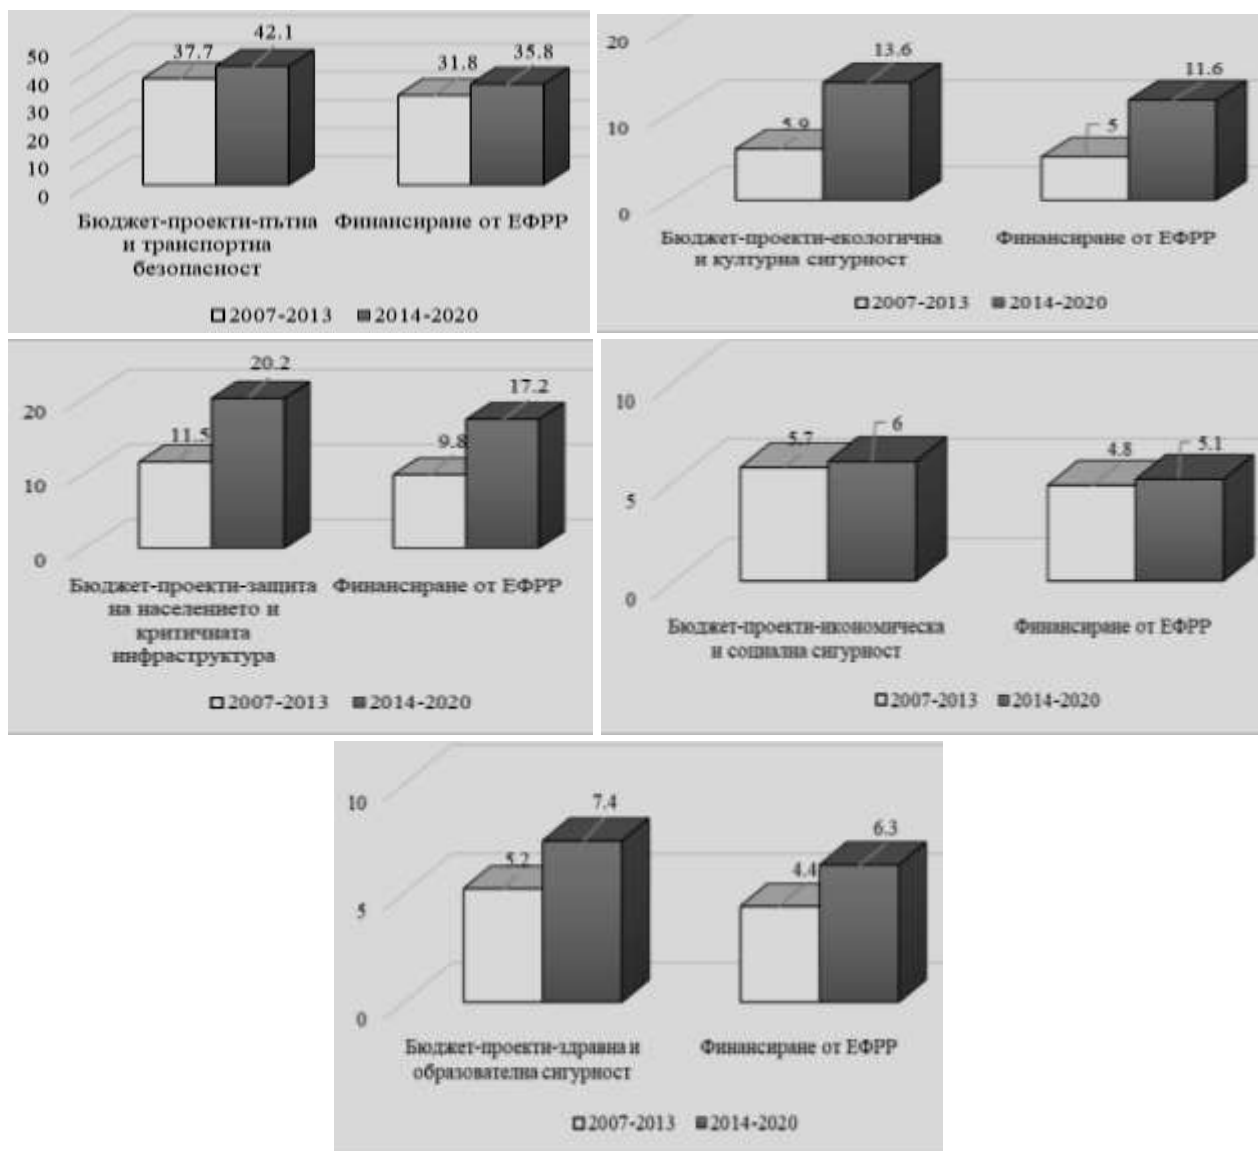 50
40
30
20
10
0
37.7
42.1
31.8
35.8
Бюджет-проекти-пътна
и транспортна
безопасност
Финансиране от ЕФРР
2007-2013
2014-2020
20
10
0
5.9
13.6
5
11.6
Бюджет-проекти-екологична
и културна сигурност
Финансиране от ЕФРР
2007-2013
2014-2020
20
10
0
11.5
20.2
9.8
17.2
Бюджет-проекти-защита
на населението и
критичната
инфраструктура
Финансиране от ЕФРР
2007-2013
2014-2020
10
5
0
5.7
6
4.8
5.1
Бюджет-проекти-икономическа
и социална сигурност
Финансиране от ЕФРР
2007-2013
2014-2020
10
5
0
5.2
7.4
4.4
6.3
Бюджет-проекти-здравна и
образователна сигурност
Финансиране от ЕФРР
2007-2013
2014-2020